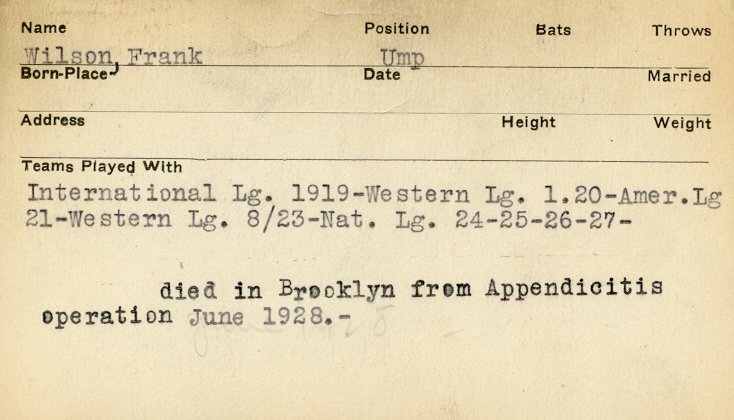 Name Position Bats Throws
Wilson, Frank Ump
Born-Place Date Married
Address Height Weight
Teams Played With
International Lg. 1919-Western Lg. 1.20-Amer.Lg
21-Western Lg. 8/23-Nat. Lg. 24-25-26-27-
died in Brooklyn from Appendicitis
operation June 1928.-